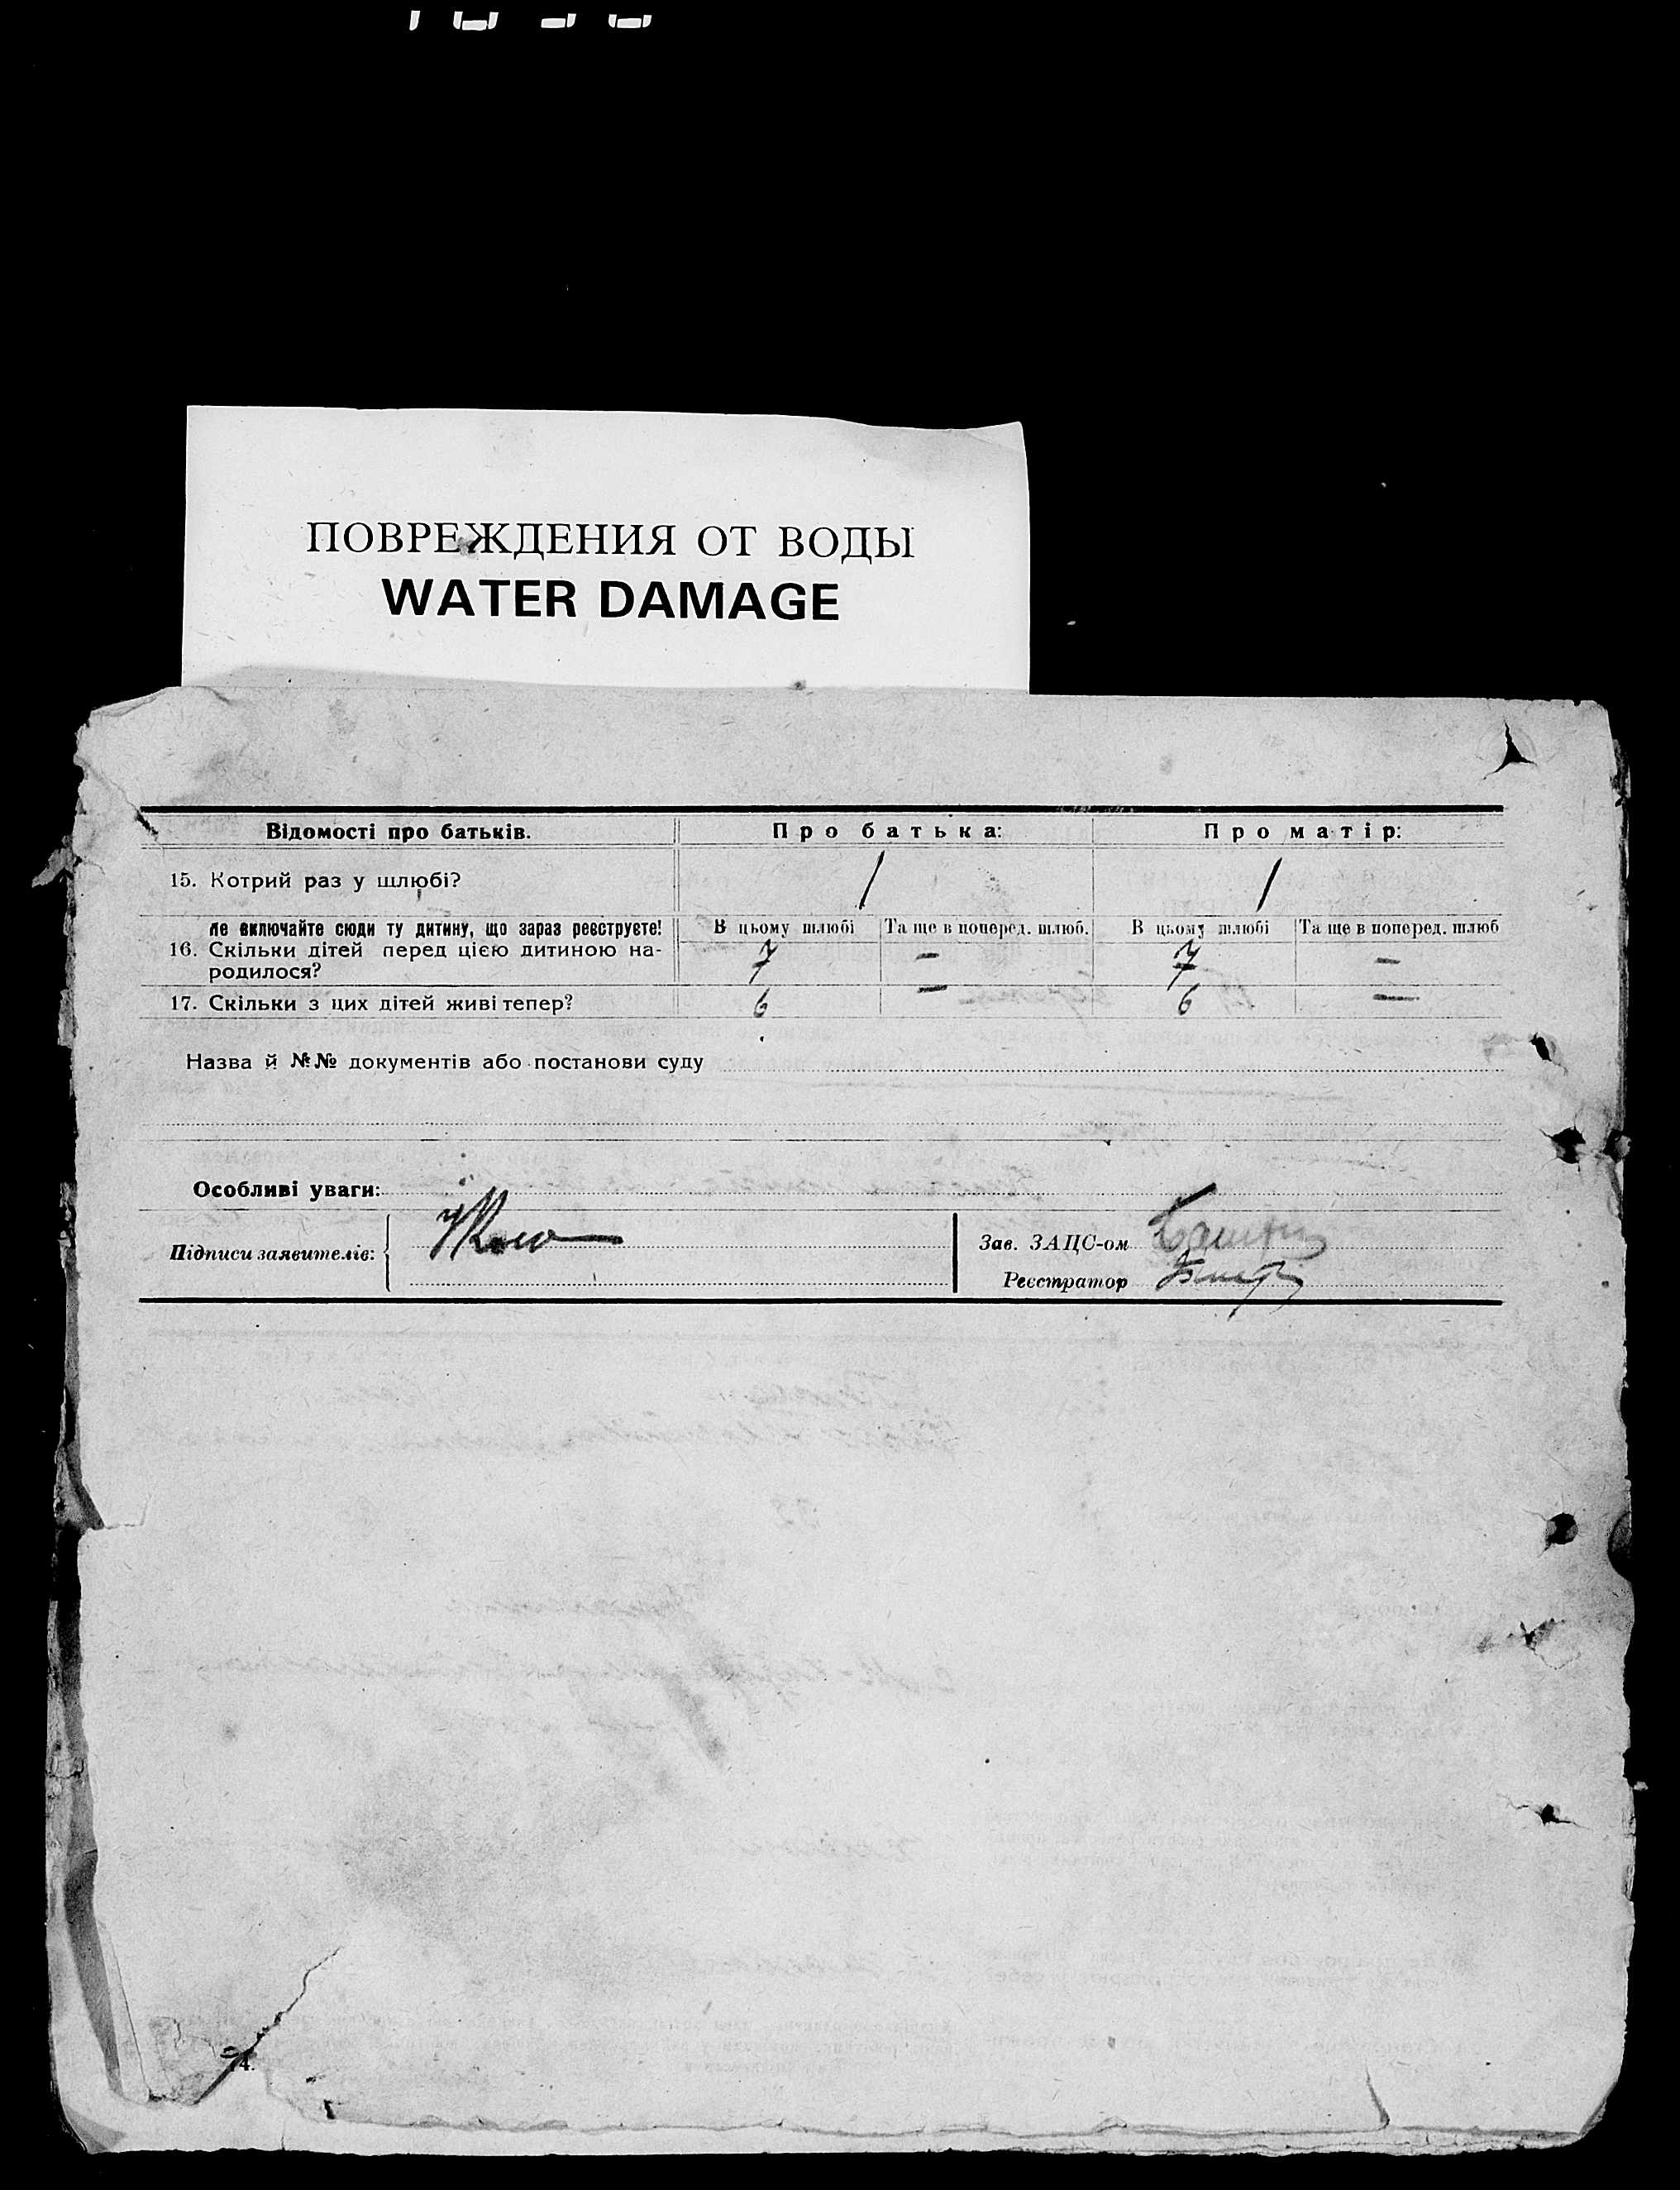 ПОВРЕЖДЕНИЯ ОТ ВОДЫ
WATER DAMAGE
Відомості про батьків. Про батька: Про матір:
15. Котрий раз у шлюбі? 1 1
Не включайте сюди ту дитину, що зараз реєструєте! В цьому шлюбі Та ще в поперед. шлюб. В цьому шлюбі Та ще в поперед. шлюб
16. Скільки дітей перед цією дитиною на- 7 – 7 –
родилося?
17. Скільки з цих дітей живі тепер? 6 – 6 –
Назва й №№ документів або постанови суду
Особливі уваги:
Підписи заявителів: Зав. ЗАЦС-ом
Реєстратор
74.